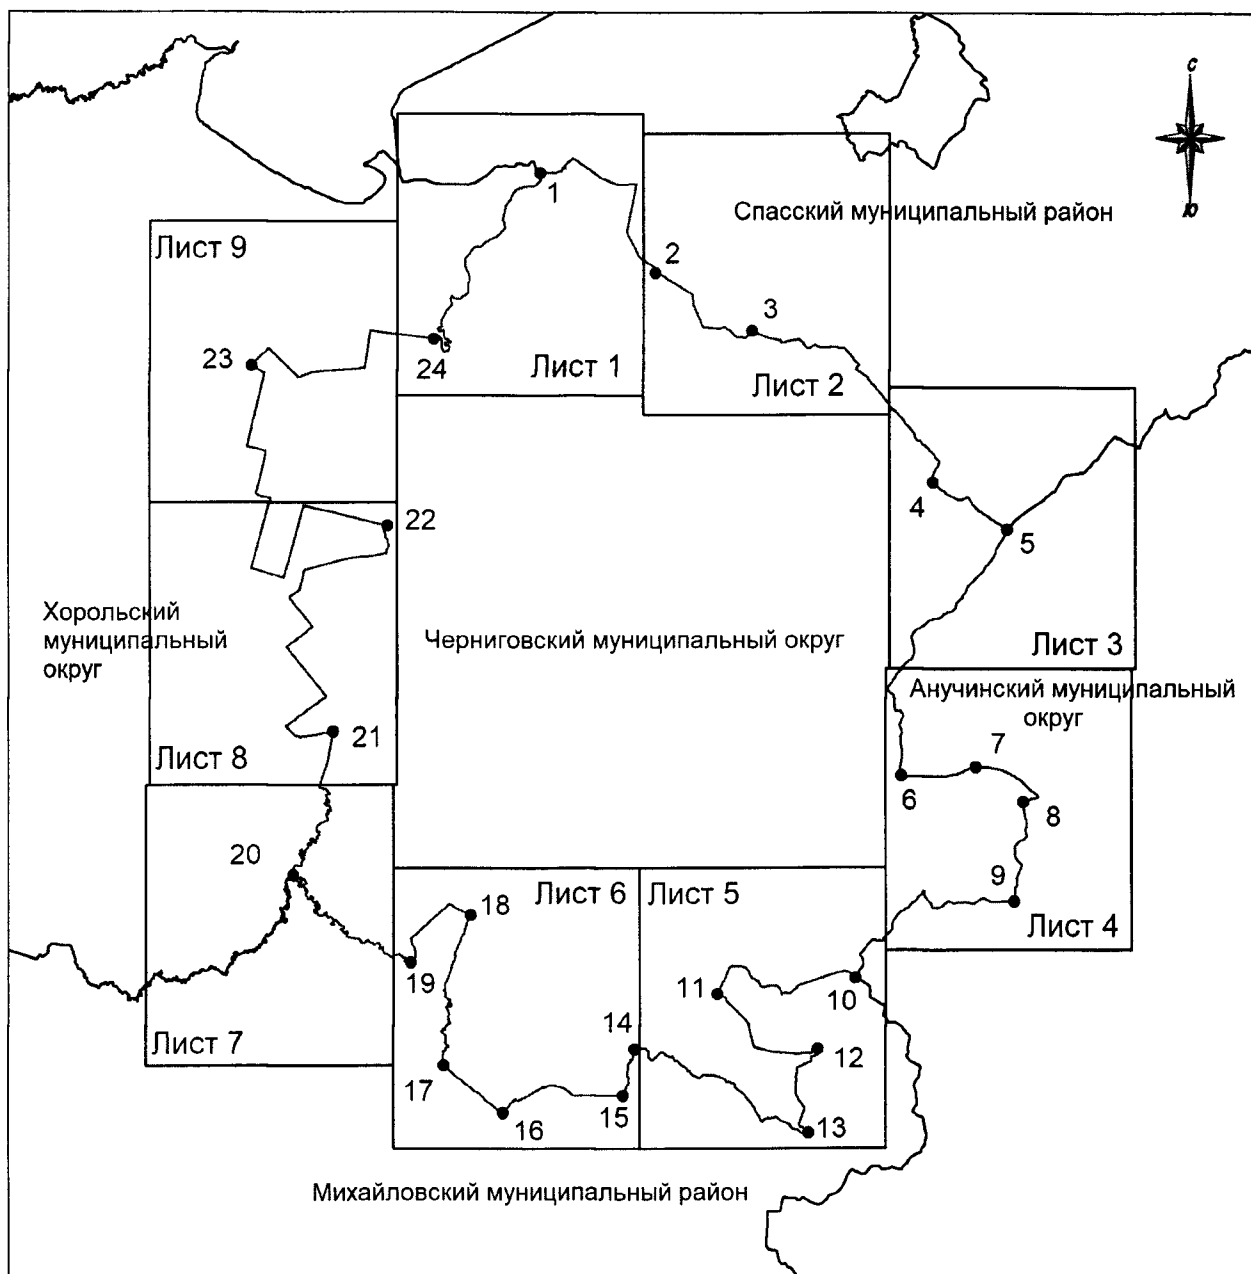 С
1
Спасский муниципальный район
Ю
Лист 9
2
3
24
23
Лист 1
Лист 2
4
22
5
Хорольский
муниципальный
округ
Черниговский муниципальный округ
Лист 3
Анучинский муниципальный
округ
21
Лист 8
7
6
8
20
9
Лист 6
Лист 5
18
Лист 4
19
11
10
Лист 7
14
12
17
15
16
13
Михайловский муниципальный район